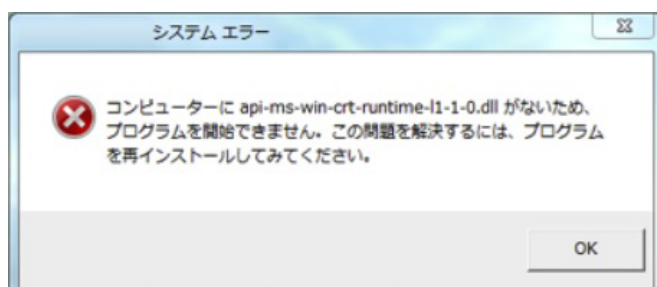 システム エラー
コンピューターに api-ms-win-crt-runtime-l1-1-0.dll がないため、
プログラムを開始できません。この問題を解決するには、プログラム
を再インストールしてみてください。
OK